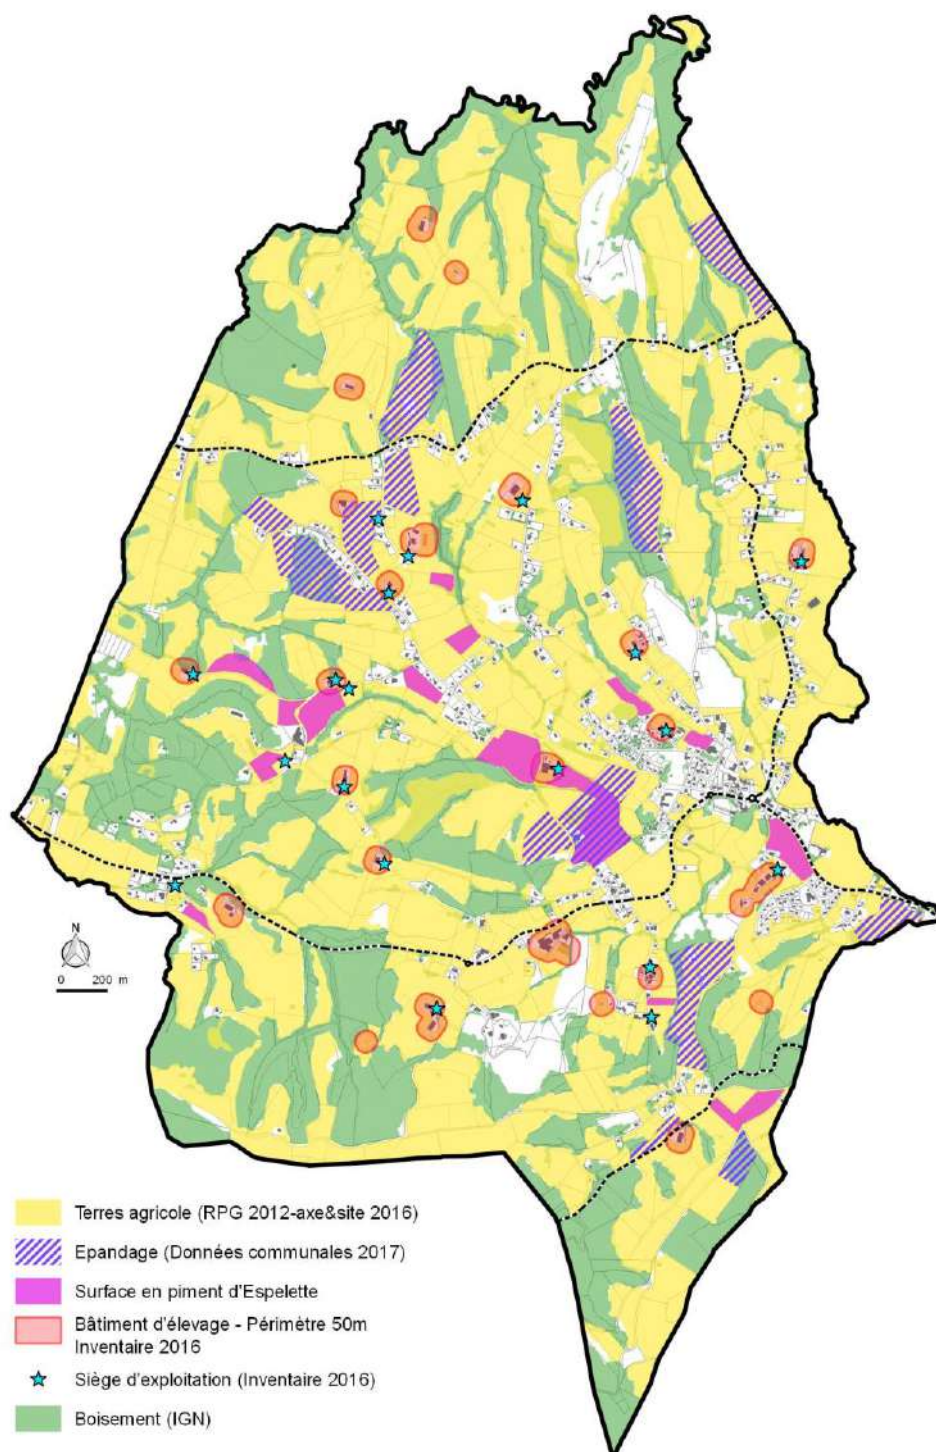 N
0 200 m
Terres agricole (RPG 2012-axe&site 2016)
Epandage (Données communales 2017)
Surface en piment d'Espelette
Bâtiment d'élevage - Périmétre 50m
Inventaire 2016
Siège d'exploitation (Inventaire 2016)
Boisement (IGN)